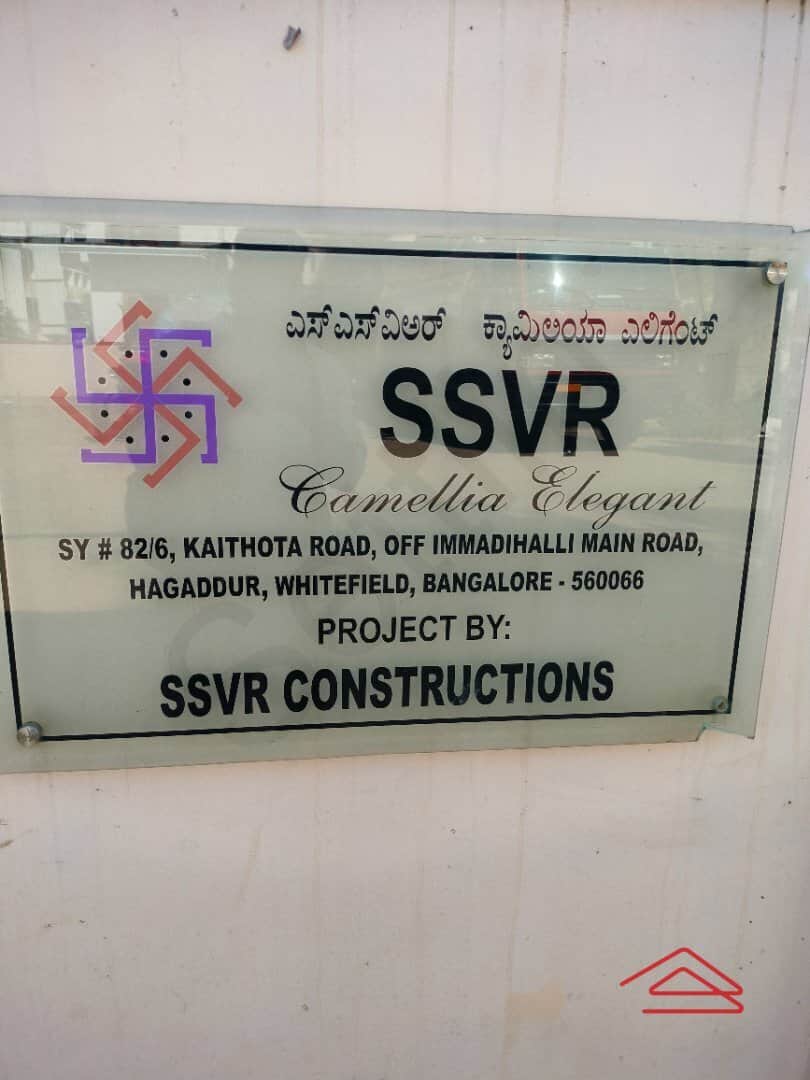 ಎಸ್ಎಸ್ವಿಆರ್ ಕ್ಯಾಮಿಲಿಯಾ ಎಲಿಗೆಂಟ್
SSVR
Camellia Elegant
SY # 82/6, KAITHOTA ROAD, OFF IMMADIHALLI MAIN ROAD,
HAGADDUR, WHITEFIELD, BANGALORE - 560066
PROJECT BY:
SSVR CONSTRUCTIONS